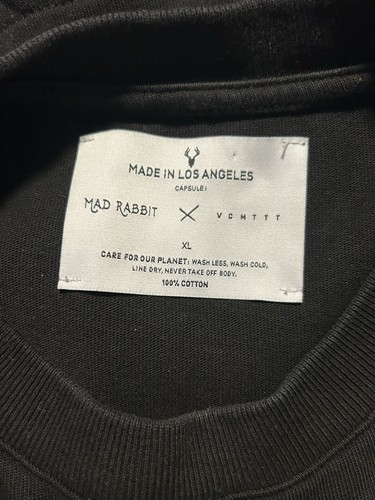 MADE IN LOS ANGELES
CAPSULE I
MAD RABBIT X VCMTTT
XL
CARE FOR OUR PLANET: WASH LESS, WASH COLD,
LINE DRY, NEVER TAKE OFF BODY.
100% COTTON